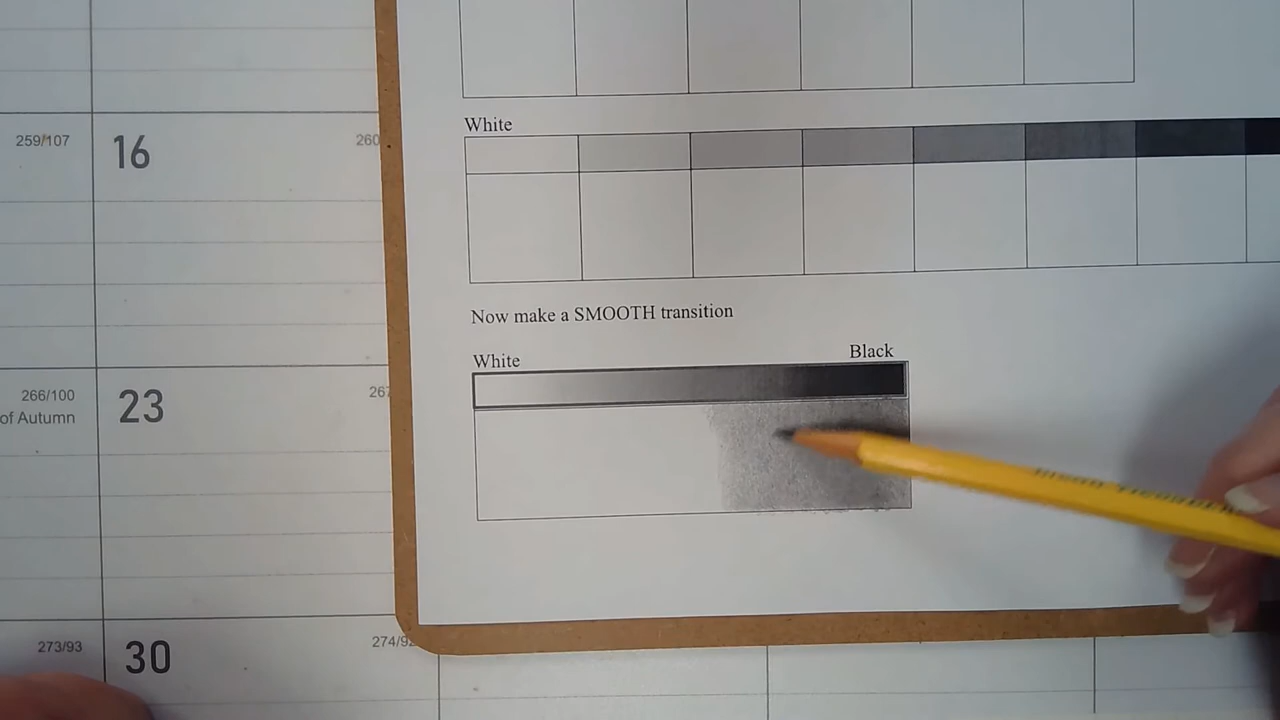 259/107
16
260
White
Now make a SMOOTH transition
White
Black
266/100
of Autumn
23
267
273/93
30
274/92